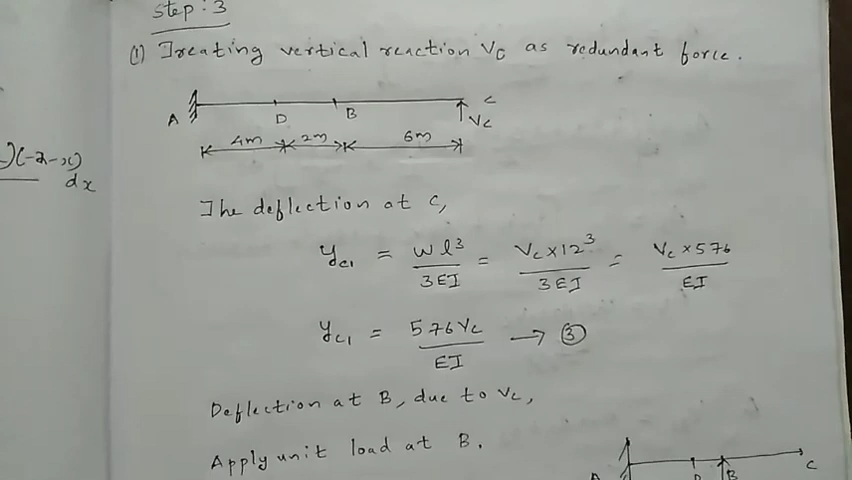 step: 3
(1) Treating vertical reaction Vc as redundant force.
A D B C
Vc
4m 2m 6m
)(-2-x)
dx
The deflection at C,
yc1 = Wl³/3EI = Vc×12³/3EI = Vc×576/EI
yc1 = 576Vc/EI → ③
Deflection at B, due to Vc,
Apply unit load at B.
A D B C